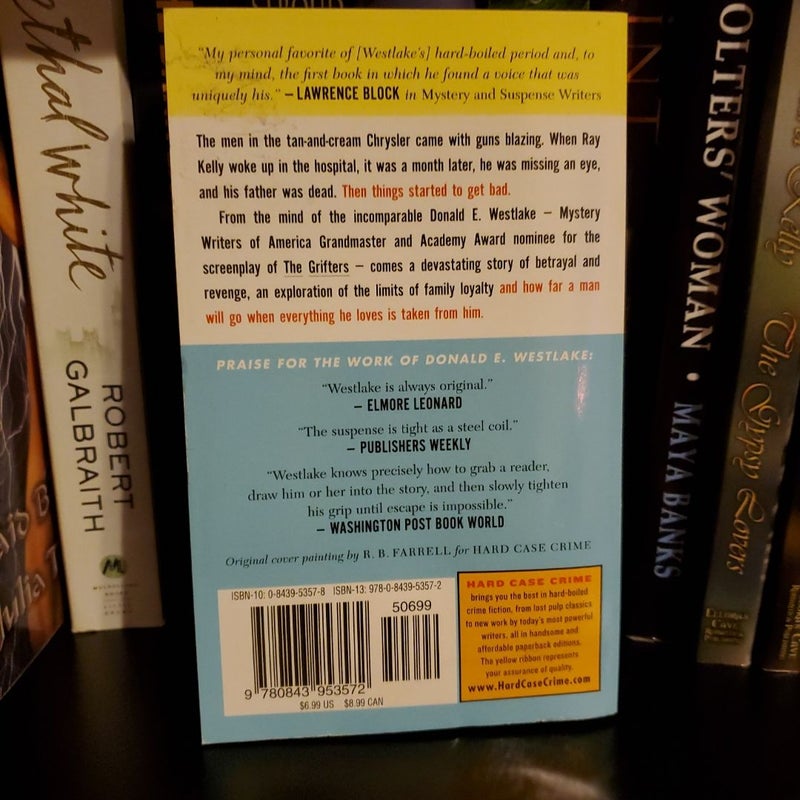 "My personal favorite of [Westlake's] hard-boiled period and, to
my mind, the first book in which he found a voice that was
uniquely his." — LAWRENCE BLOCK in Mystery and Suspense Writers
The men in the tan-and-cream Chrysler came with guns blazing. When Ray
Kelly woke up in the hospital, it was a month later, he was missing an eye,
and his father was dead. Then things started to get bad.
From the mind of the incomparable Donald E. Westlake — Mystery
Writers of America Grandmaster and Academy Award nominee for the
screenplay of The Grifters — comes a devastating story of betrayal and
revenge, an exploration of the limits of family loyalty and how far a man
will go when everything he loves is taken from him.
PRAISE FOR THE WORK OF DONALD E. WESTLAKE:
"Westlake is always original."
— ELMORE LEONARD
"The suspense is tight as a steel coil."
— PUBLISHERS WEEKLY
"Westlake knows precisely how to grab a reader,
draw him or her into the story, and then slowly tighten
his grip until escape is impossible."
— WASHINGTON POST BOOK WORLD
Original cover painting by R. B. FARRELL for HARD CASE CRIME
ISBN-10: 0-8439-5357-8 ISBN-13: 978-0-8439-5357-2
50699
9 780843 953572
$6.99 US $8.99 CAN
HARD CASE CRIME
brings you the best in hard-boiled
crime fiction, from lost pulp classics
to new work by today's most powerful
writers, all in handsome and
affordable paperback editions.
The yellow ribbon represents
your assurance of quality.
www.HardCaseCrime.com
ethal White
ROBERT
GALBRAITH
OLTERS' WOMAN • MAYA BANKS
Kelly
The Gypsy Lovers
Julia